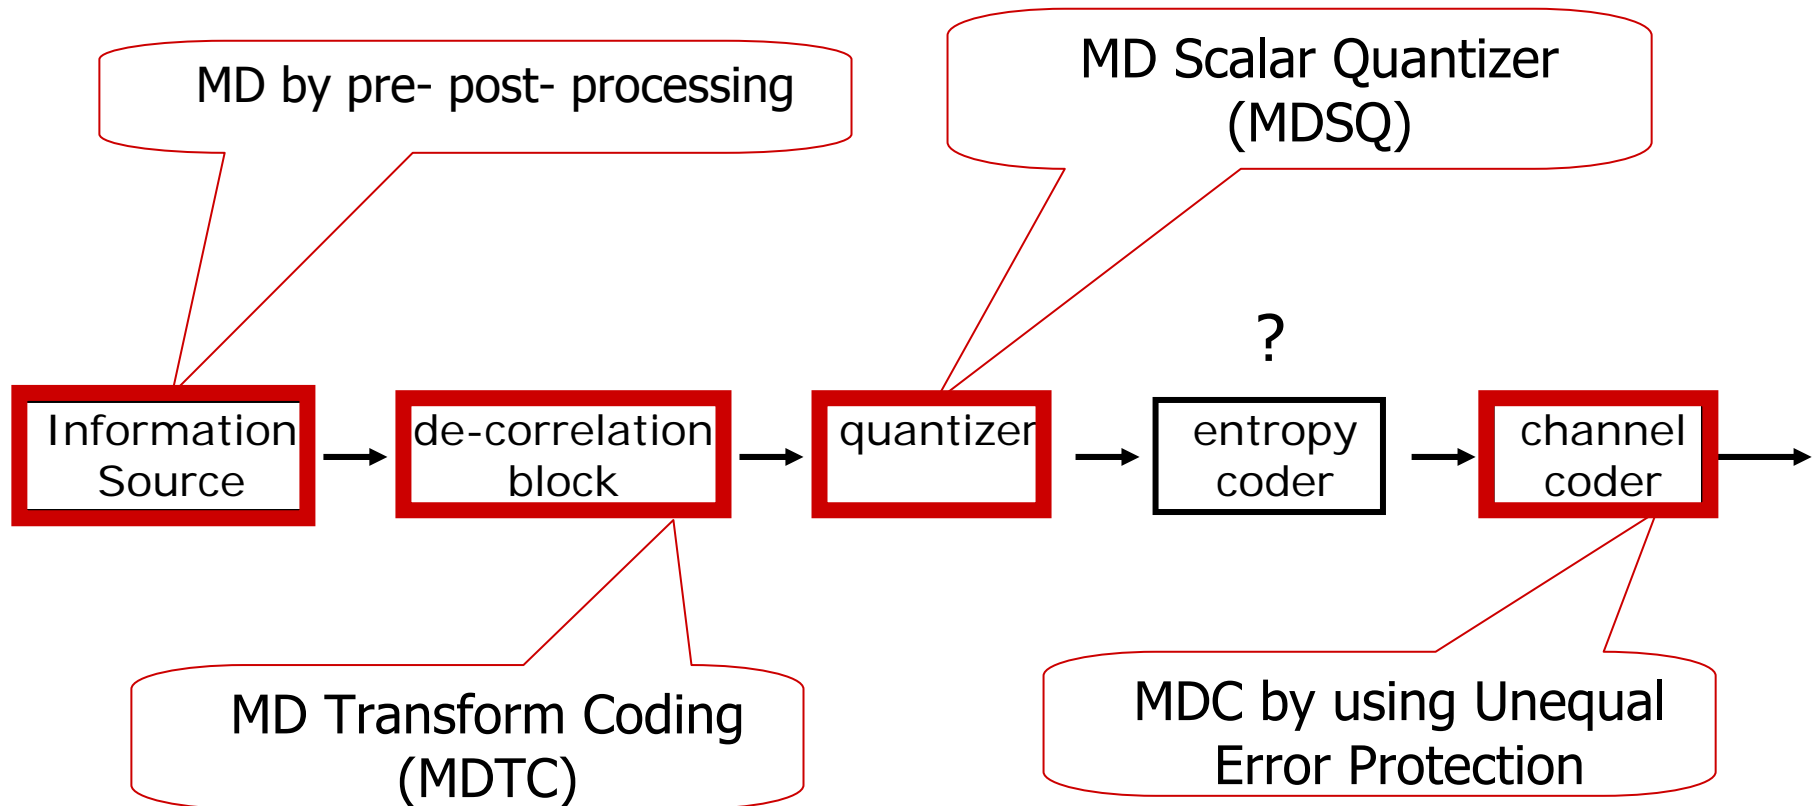 MD by pre- post- processing
MD Scalar Quantizer
(MDSQ)
?
Information
Source
de-correlation
block
quantizer
entropy
coder
channel
coder
MD Transform Coding
(MDTC)
MDC by using Unequal
Error Protection